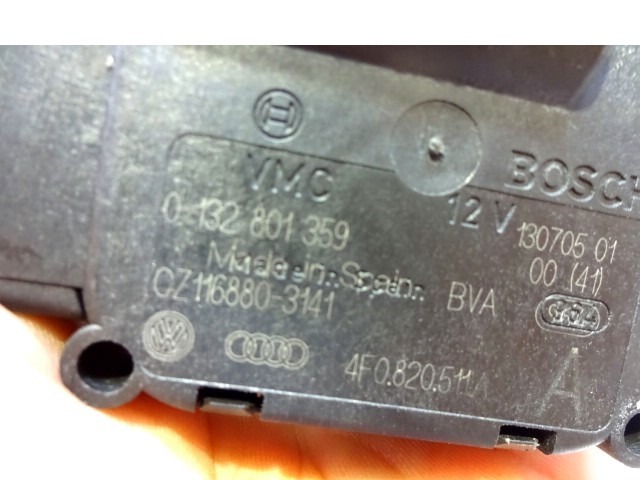 BOSCH
VMC
12 V
0 132 801 359
130705 01
Made in Spain
00 (41)
CZ116880-3141
BVA
4F0.820.511A
A